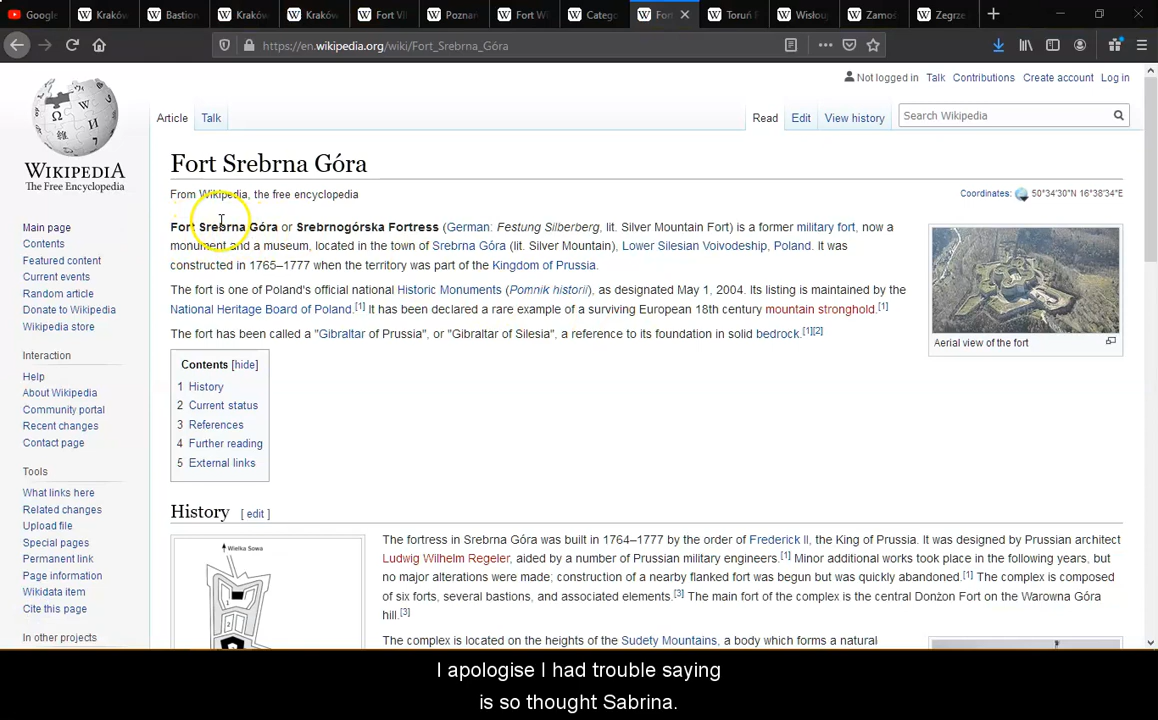 Google
Kraków
Bastion
Kraków
Kraków
Fort VI
Poznań
Fort W
Catego
For
Toruń F
Wisłou
Zamoś
Zegrze
https://en.wikipedia.org/wiki/Fort_Srebrna_Góra
Not logged in Talk Contributions Create account Log in
Article Talk Read Edit View history Search Wikipedia
WIKIPEDIA
The Free Encyclopedia
Main page
Contents
Featured content
Current events
Random article
Donate to Wikipedia
Wikipedia store
Interaction
Help
About Wikipedia
Community portal
Recent changes
Contact page
Tools
What links here
Related changes
Upload file
Special pages
Permanent link
Page information
Wikidata item
Cite this page
In other projects
Fort Srebrna Góra
From Wikipedia, the free encyclopedia
Coordinates: 50°34′30″N 16°38′34″E
Fort Srebrna Góra or Srebrnogórska Fortress (German: Festung Silberberg, lit. Silver Mountain Fort) is a former military fort, now a
monument and a museum, located in the town of Srebrna Góra (lit. Silver Mountain), Lower Silesian Voivodeship, Poland. It was
constructed in 1765–1777 when the territory was part of the Kingdom of Prussia.
The fort is one of Poland's official national Historic Monuments (Pomnik historii), as designated May 1, 2004. Its listing is maintained by the
National Heritage Board of Poland.[1] It has been declared a rare example of a surviving European 18th century mountain stronghold.[1]
The fort has been called a "Gibraltar of Prussia", or "Gibraltar of Silesia", a reference to its foundation in solid bedrock.[1][2]
Aerial view of the fort
Contents [hide]
1 History
2 Current status
3 References
4 Further reading
5 External links
History [ edit ]
Wielka Sowa
1
2
The fortress in Srebrna Góra was built in 1764–1777 by the order of Frederick II, the King of Prussia. It was designed by Prussian architect
Ludwig Wilhelm Regeler, aided by a number of Prussian military engineers.[1] Minor additional works took place in the following years, but
no major alterations were made; construction of a nearby flanked fort was begun but was quickly abandoned.[1] The complex is composed
of six forts, several bastions, and associated elements.[3] The main fort of the complex is the central Donżon Fort on the Warowna Góra
hill.[3]
The complex is located on the heights of the Sudety Mountains, a body which forms a natural
I apologise I had trouble saying
is so thought Sabrina.